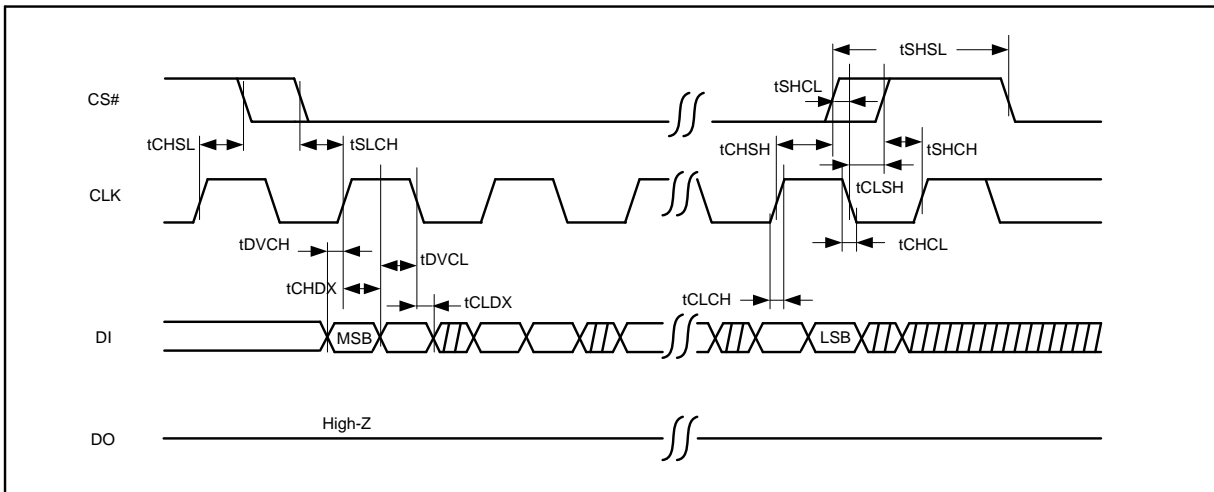 tSHSL
CS#
tSHCL
tCHSL
tSLCH
tCHSH
tSHCH
tCLSH
CLK
tDVCH
tDVCL
tCHCL
tCHDX
tCLDX
tCLCH
DI
MSB
LSB
High-Z
DO